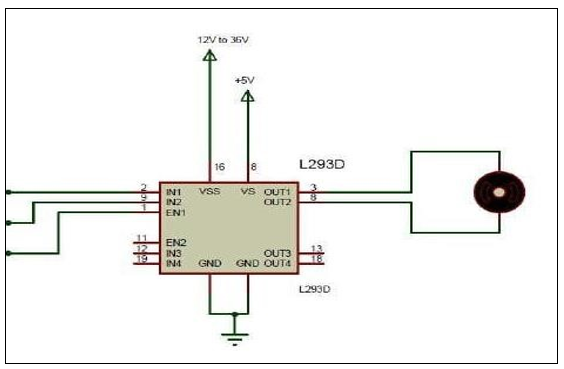 12V to 36V
+5V
16 8 L293D
2 IN1 VSS VS OUT1 3
9 IN2 OUT2 8
1 EN1
11 EN2
12 IN3 OUT3 13
19 IN4 GND GND OUT4 18
L293D